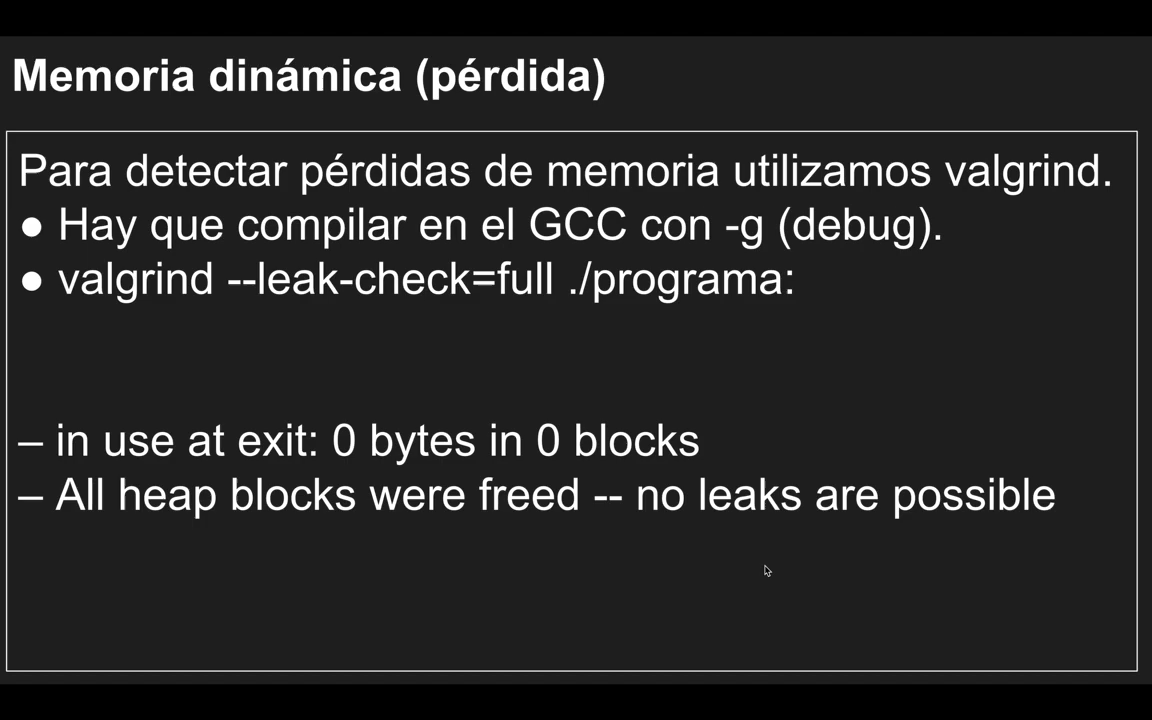 Memoria dinámica (pérdida)
Para detectar pérdidas de memoria utilizamos valgrind.
● Hay que compilar en el GCC con -g (debug).
● valgrind --leak-check=full ./programa:
– in use at exit: 0 bytes in 0 blocks
– All heap blocks were freed -- no leaks are possible